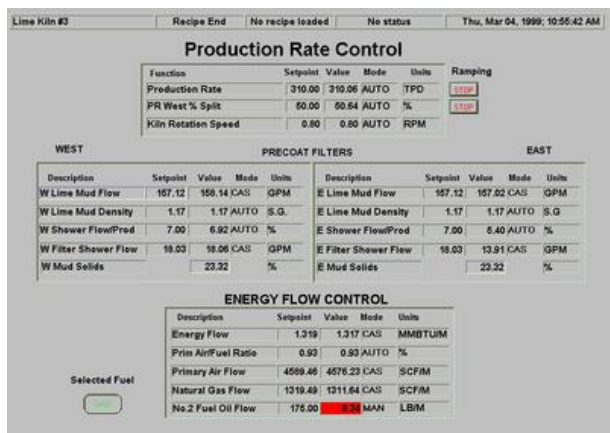 Lime Kiln #3 Recipe End No recipe loaded No status Thu, Mar 04, 1999; 10:55:42 AM
Production Rate Control
Function Setpoint Value Mode Units Ramping
Production Rate 310.00 310.06 AUTO TPD STOP
PR West % Split 50.00 50.64 AUTO % STOP
Kiln Rotation Speed 0.80 0.80 AUTO RPM
WEST PRECOAT FILTERS EAST
Description Setpoint Value Mode Units Description Setpoint Value Mode Units
W Lime Mud Flow 157.12 158.14 CAS GPM E Lime Mud Flow 157.12 157.02 CAS GPM
W Lime Mud Density 1.17 1.17 AUTO S.G. E Lime Mud Density 1.17 1.17 AUTO S.G
W Shower Flow/Prod 7.00 6.92 AUTO % E Shower Flow/Prod 7.00 5.40 AUTO %
W Filter Shower Flow 18.03 18.06 CAS GPM E Filter Shower Flow 18.03 13.91 CAS GPM
W Mud Solids 23.32 % E Mud Solids 23.32 %
ENERGY FLOW CONTROL
Description Setpoint Value Mode Units
Energy Flow 1.319 1.317 CAS MMBTU/M
Prim Air/Fuel Ratio 0.93 0.93 AUTO %
Primary Air Flow 4589.46 4576.23 CAS SCF/M
Natural Gas Flow 1319.49 1311.64 CAS SCF/M
Selected Fuel
No.2 Fuel Oil Flow 175.00 MAN LB/M